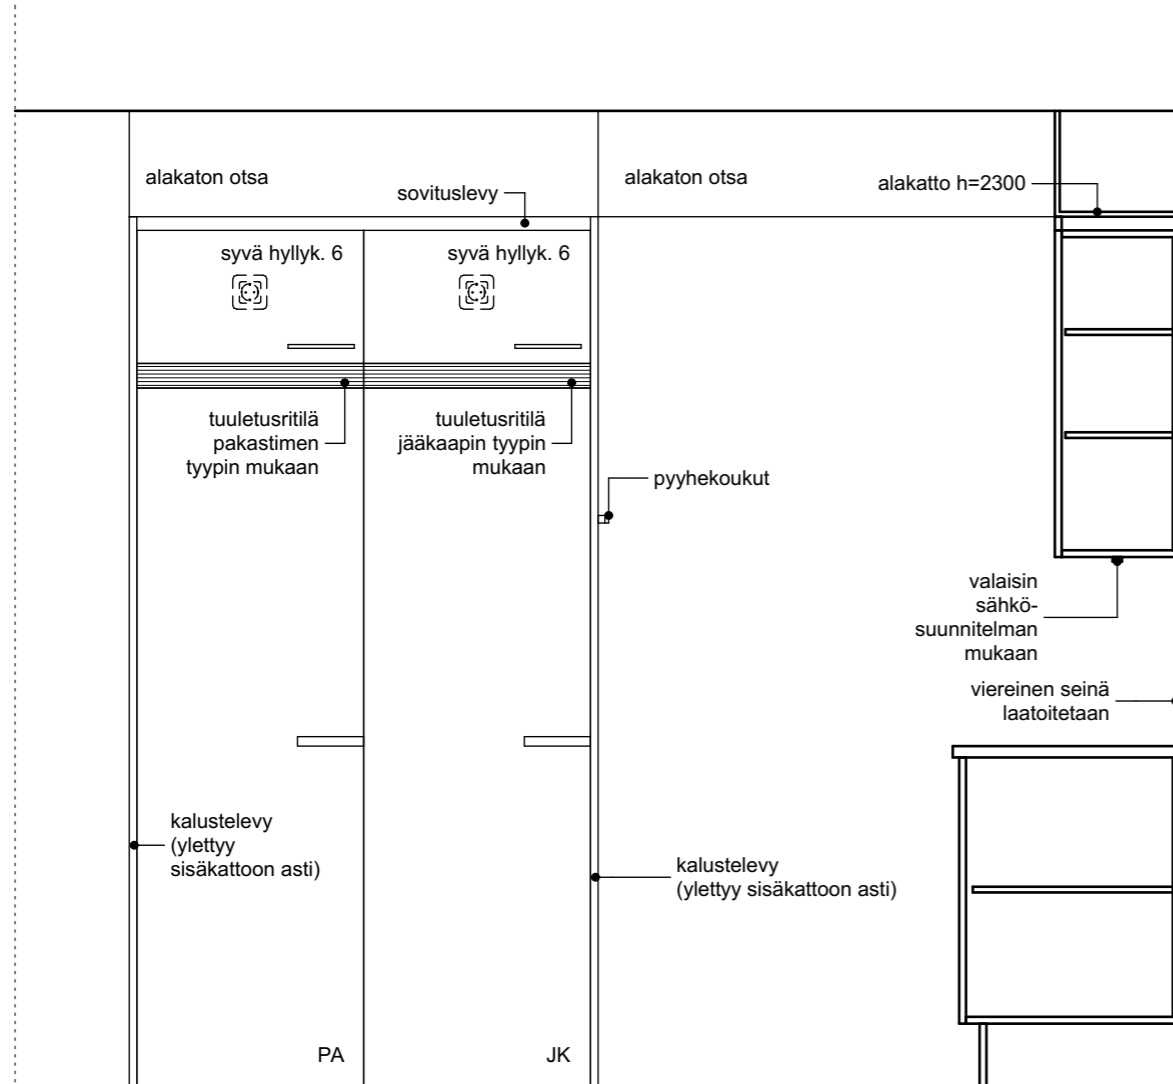 alakaton otsa
sovituslevy
alakaton otsa
alakatto h=2300
syvä hyllyk. 6
syvä hyllyk. 6
tuuletusritilä
pakastimen
tyypin mukaan
tuuletusritilä
jääkaapin tyypin
mukaan
pyyhekoukut
valaisin
sähkö-
suunnitelman
mukaan
viereinen seinä
laatoitetaan
kalustelevy
(ylettyy
sisäkattoon asti)
kalustelevy
(ylettyy sisäkattoon asti)
PA
JK